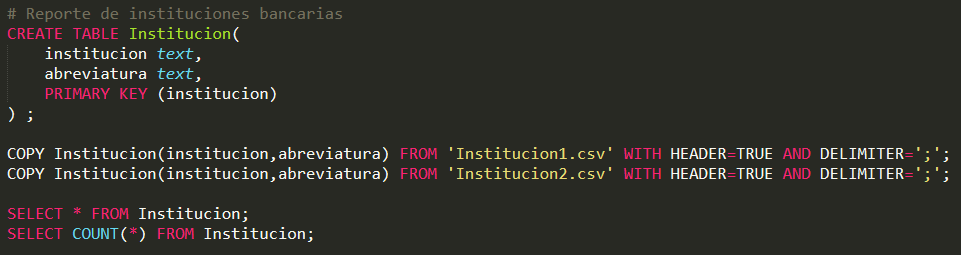 # Reporte de instituciones bancarias
CREATE TABLE Institucion(
    institucion text,
    abreviatura text,
    PRIMARY KEY (institucion)
) ;

COPY Institucion(institucion,abreviatura) FROM 'Institucion1.csv' WITH HEADER=TRUE AND DELIMITER=';';
COPY Institucion(institucion,abreviatura) FROM 'Institucion2.csv' WITH HEADER=TRUE AND DELIMITER=';';

SELECT * FROM Institucion;
SELECT COUNT(*) FROM Institucion;